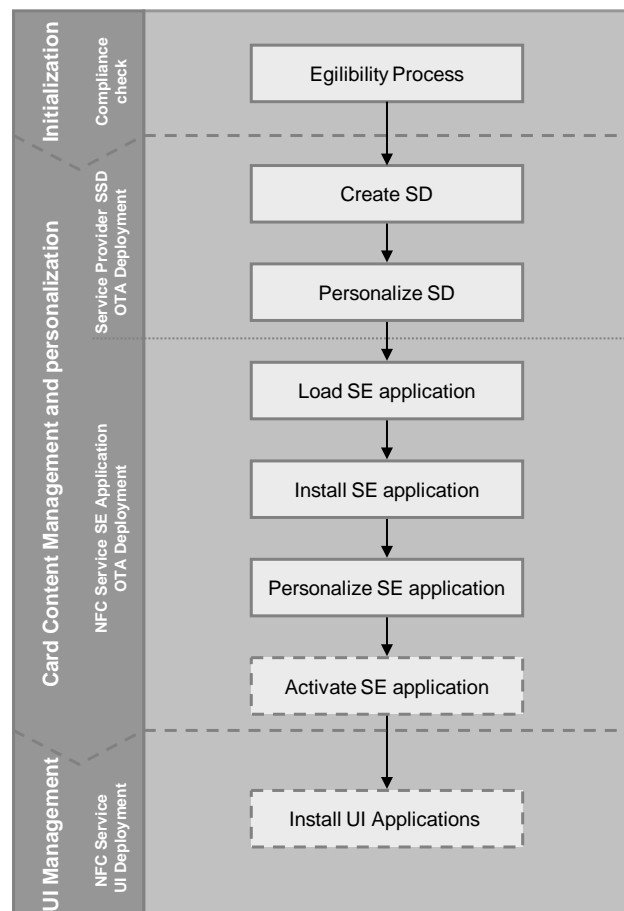 Initialization
Compliance
check
Egilibility Process
Card Content Management and personalization
Service Provider SSD
OTA Deployment
Create SD
Personalize SD
NFC Service SE Application
OTA Deployment
Load SE application
Install SE application
Personalize SE application
Activate SE application
UI Management
NFC Service
UI Deployment
Install UI Applications